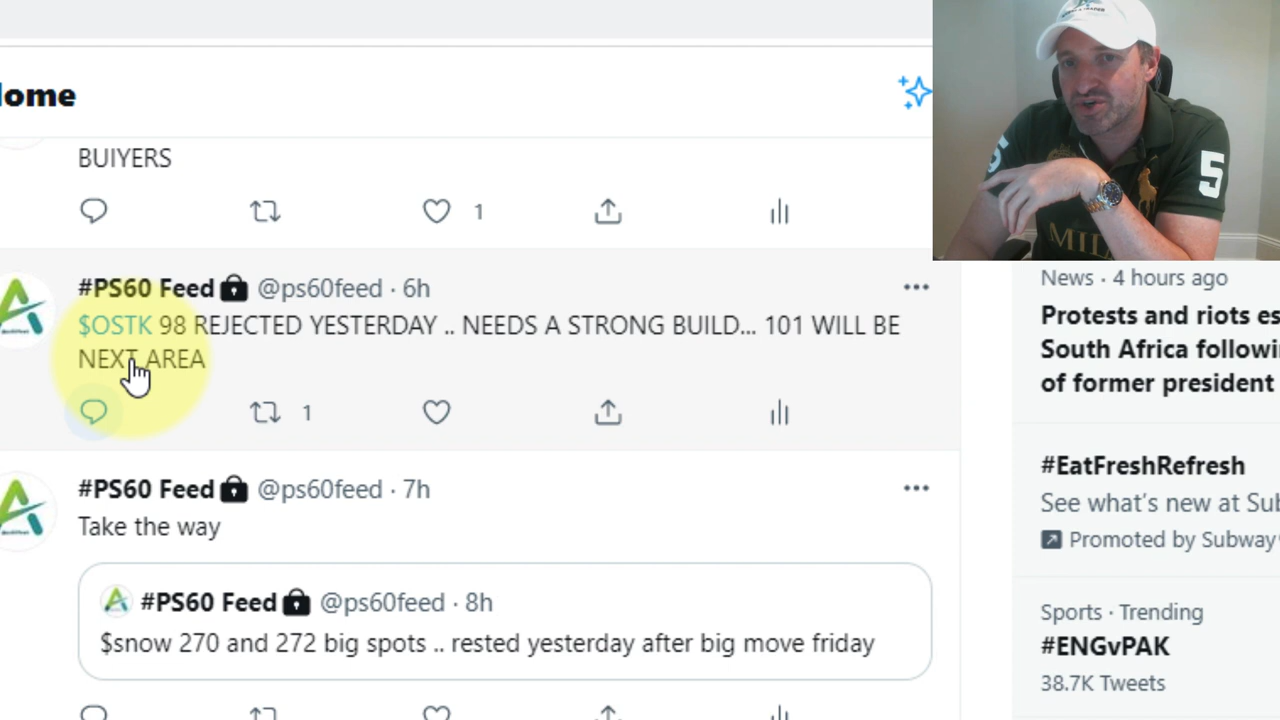 ome
BUIYERS
1
#PS60 Feed @ps60feed · 6h
$OSTK 98 REJECTED YESTERDAY .. NEEDS A STRONG BUILD... 101 WILL BE
NEXT AREA
1
#PS60 Feed @ps60feed · 7h
Take the way
#PS60 Feed @ps60feed · 8h
$snow 270 and 272 big spots .. rested yesterday after big move friday
5
MIL
News · 4 hours ago
Protests and riots es
South Africa followi
of former president
#EatFreshRefresh
See what's new at Sub
Promoted by Subway
Sports · Trending
#ENGvPAK
38.7K Tweets